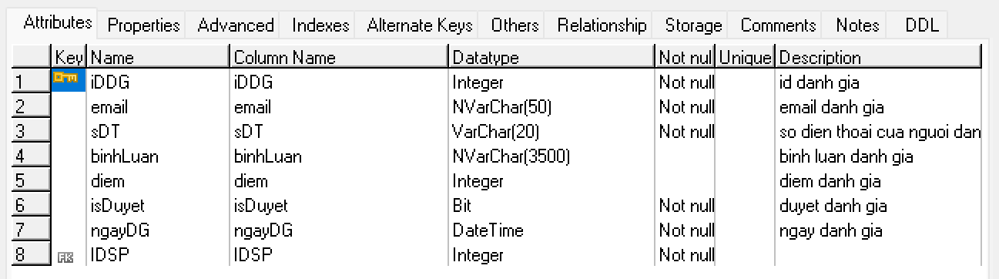 Attributes Properties Advanced Indexes Alternate Keys Others Relationship Storage Comments Notes DDL
Key Name Column Name Datatype Not nul Unique Description
1 iDDG iDDG Integer Not null id danh gia
2 email email NVarChar(50) Not null email danh gia
3 sDT sDT VarChar(20) Not null so dien thoai cua nguoi dan
4 binhLuan binhLuan NVarChar(3500) binh luan danh gia
5 diem diem Integer diem danh gia
6 isDuyet isDuyet Bit Not null duyet danh gia
7 ngayDG ngayDG DateTime Not null ngay danh gia
8 FK IDSP IDSP Integer Not null